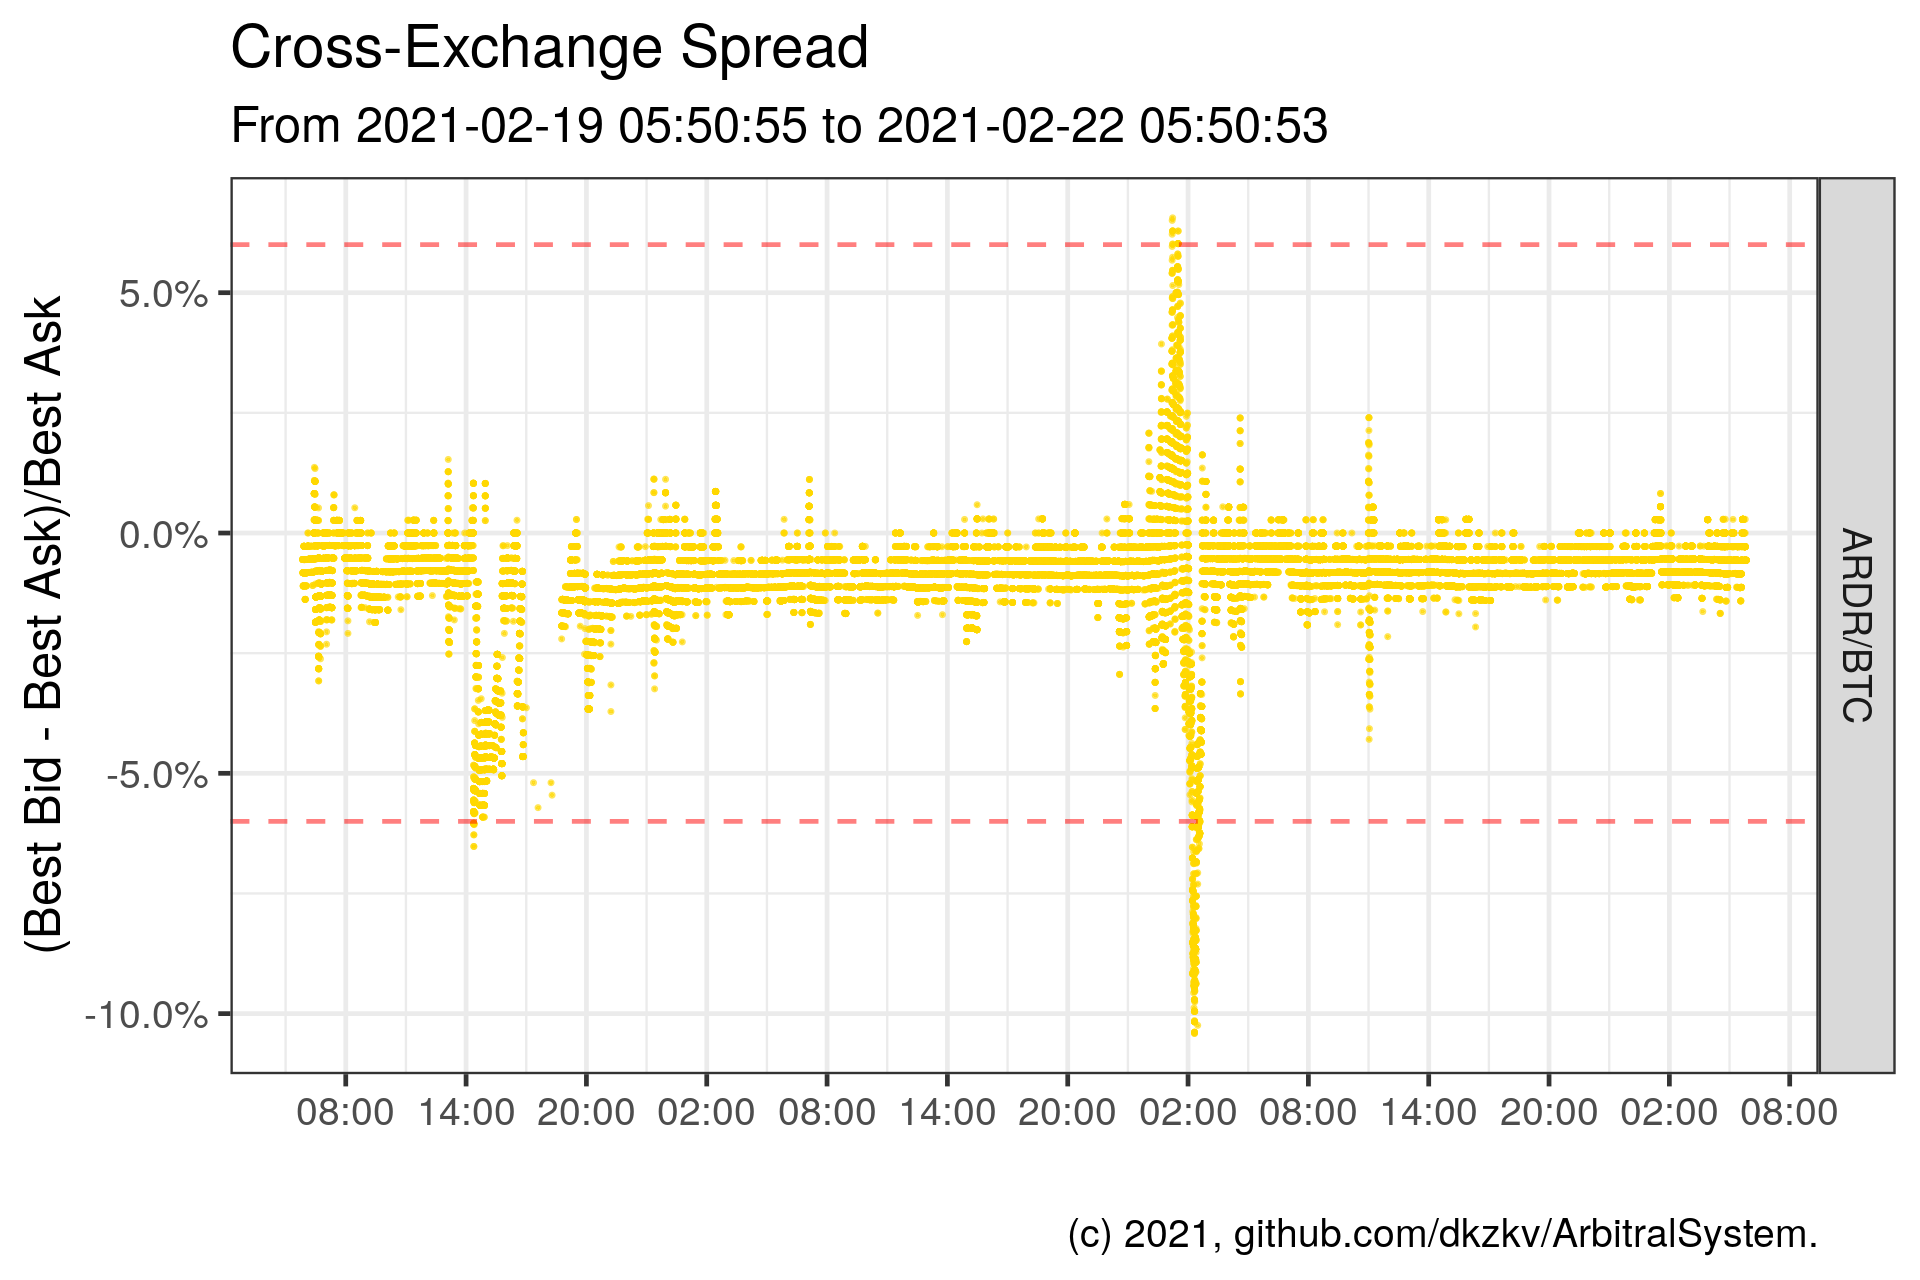 Cross-Exchange Spread
From 2021-02-19 05:50:55 to 2021-02-22 05:50:53
(Best Bid - Best Ask)/Best Ask
5.0%
0.0%
-5.0%
-10.0%
ARDR/BTC
08:00 14:00 20:00 02:00 08:00 14:00 20:00 02:00 08:00 14:00 20:00 02:00 08:00
(c) 2021, github.com/dkzkv/ArbitralSystem.